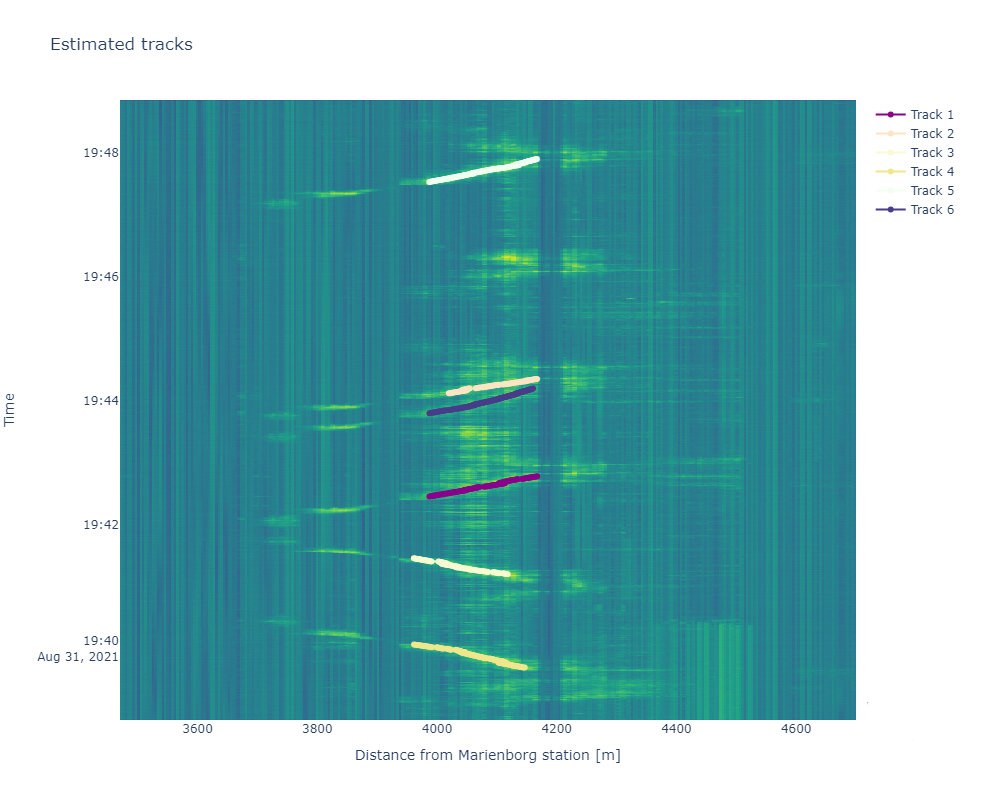 Estimated tracks
Track 1
Track 2
Track 3
Track 4
Track 5
Track 6
19:48
19:46
19:44
19:42
19:40
Aug 31, 2021
Time
3600 3800 4000 4200 4400 4600
Distance from Marienborg station [m]